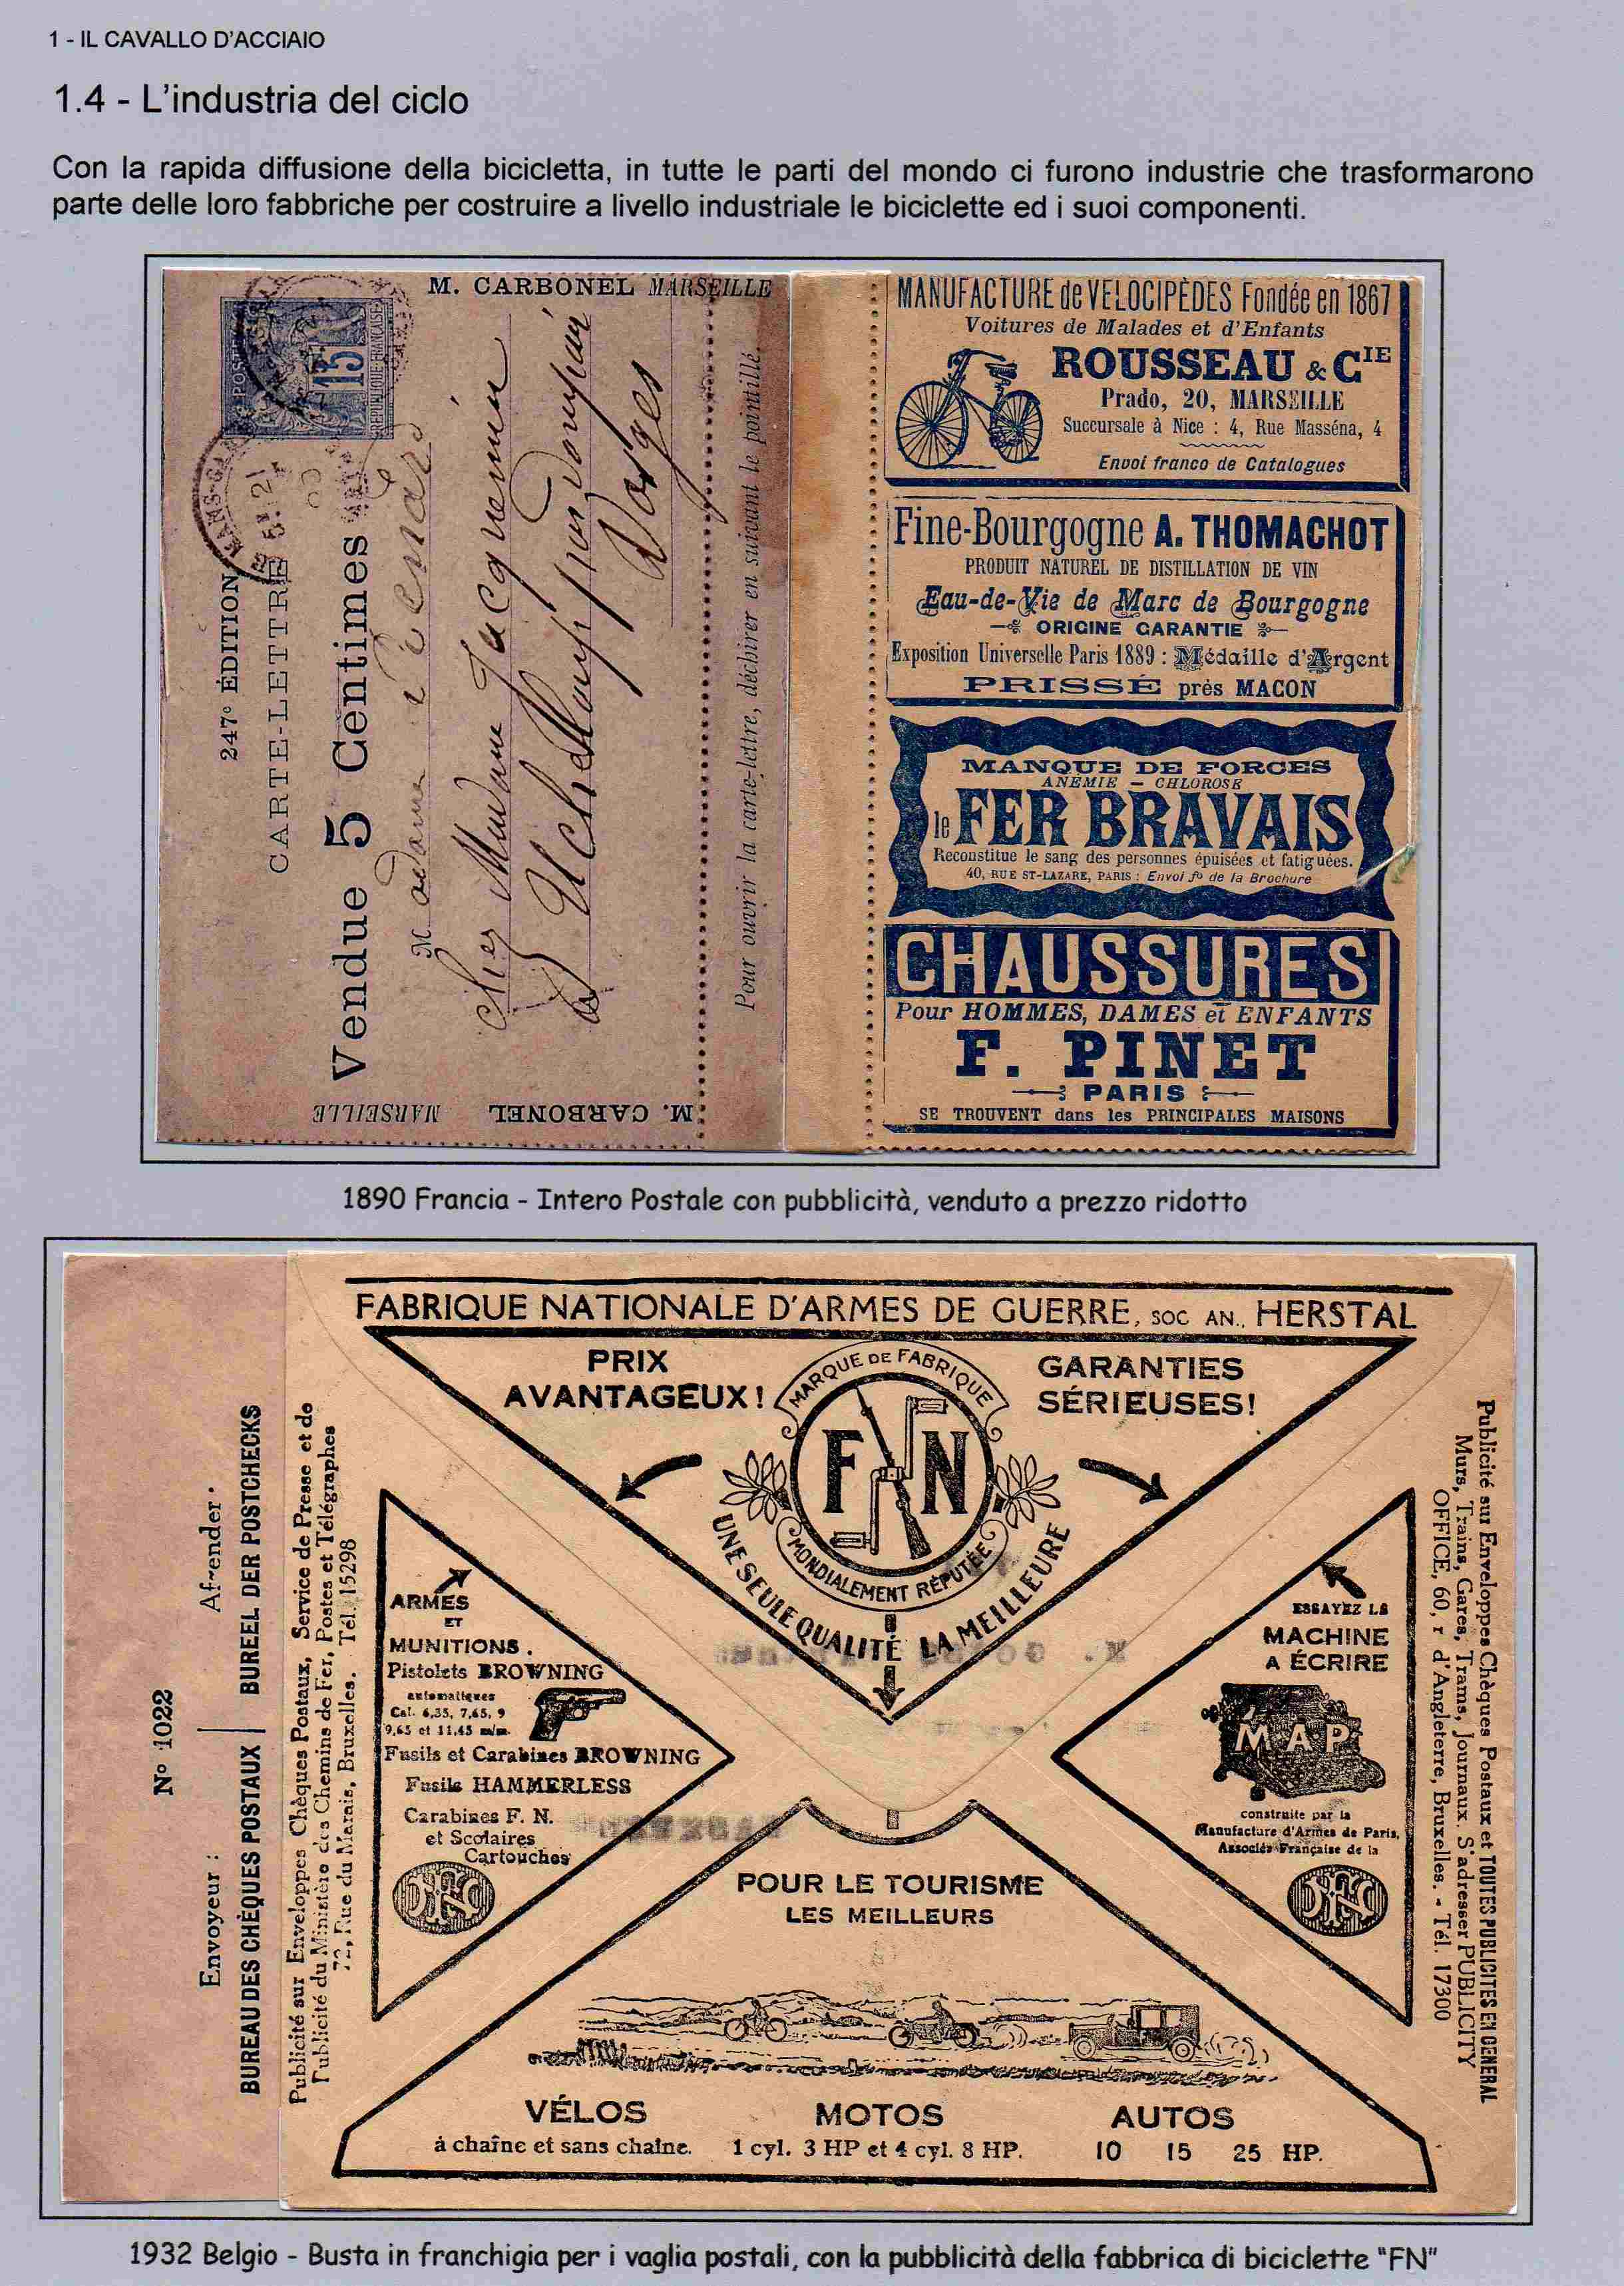 1 - IL CAVALLO D'ACCIAIO
1.4 - L'industria del ciclo
Con la rapida diffusione della bicicletta, in tutte le parti del mondo ci furono industrie che trasformarono
parte delle loro fabbriche per costruire a livello industriale le biciclette ed i suoi componenti.
M. CARBONEL MARSEILLE
POSTES
15
REPUBLIQUE FRANÇAISE
247e ÉDITION
CARTE-LETTRE
Vendue 5 Centimes
Madame
chez Madame Jacquemin
Vosges
Pour ouvrir la carte-lettre, déchirer en suivant le pointillé.
M. CARBONEL MARSEILLE
MANUFACTURE de VELOCIPÈDES Fondée en 1867
Voitures de Malades et d'Enfants
ROUSSEAU & CIE
Prado, 20, MARSEILLE
Succursale à Nice : 4, Rue Masséna, 4
Envoi franco de Catalogues
Fine-Bourgogne A. THOMACHOT
PRODUIT NATUREL DE DISTILLATION DE VIN
Eau-de-Vie de Marc de Bourgogne
ORIGINE GARANTIE
Exposition Universelle Paris 1889 : Médaille d'Argent
PRISSÉ près MACON
MANQUE DE FORCES
ANÉMIE - CHLOROSE
le FER BRAVAIS
Reconstitue le sang des personnes épuisées et fatiguées.
40, RUE ST-LAZARE, PARIS : Envoi fo de la Brochure
CHAUSSURES
Pour HOMMES, DAMES et ENFANTS
F. PINET
PARIS
SE TROUVENT dans les PRINCIPALES MAISONS
1890 Francia - Intero Postale con pubblicità, venduto a prezzo ridotto
No 1022
Envoyeur : Afzender
BUREAU DES CHÈQUES POSTAUX | BUREEL DER POSTCHECKS
Publicité sur Enveloppes Chèques Postaux, Service de Presse et de
Publicité du Ministère des Chemins de Fer, Postes et Télégraphes
Rue du Marais, Bruxelles. Tél. 15298
FABRIQUE NATIONALE D'ARMES DE GUERRE, SOC AN., HERSTAL
PRIX
AVANTAGEUX!
GARANTIES
SÉRIEUSES!
MARQUE DE FABRIQUE
F N
MONDIALEMENT RÉPUTÉE
UNE SEULE QUALITÉ LA MEILLEURE
ARMES
ET
MUNITIONS.
Pistolets BROWNING
automatiques
Cal. 6,35, 7,65, 9
9,65 et 11,45 m/m.
Fusils et Carabines BROWNING
Fusils HAMMERLESS
Carabines F. N.
et Scolaires
Cartouches
ESSAYEZ LA
MACHINE
A ÉCRIRE
M A P
construite par la
Manufacture d'Armes de Paris,
Associée Française de la
Publicité sur Enveloppes Chèques Postaux et TOUTES PUBLICITES EN GENERAL
Murs, Trains, Gares, Trams, Journaux. S'adresser PUBLICITY
OFFICE, 60, r d'Angleterre, Bruxelles. - Tél. 17300
POUR LE TOURISME
LES MEILLEURS
VÉLOS MOTOS AUTOS
à chaîne et sans chaîne. 1 cyl. 3 HP et 4 cyl. 8 HP. 10 15 25 HP.
1932 Belgio - Busta in franchigia per i vaglia postali, con la pubblicità della fabbrica di biciclette "FN"